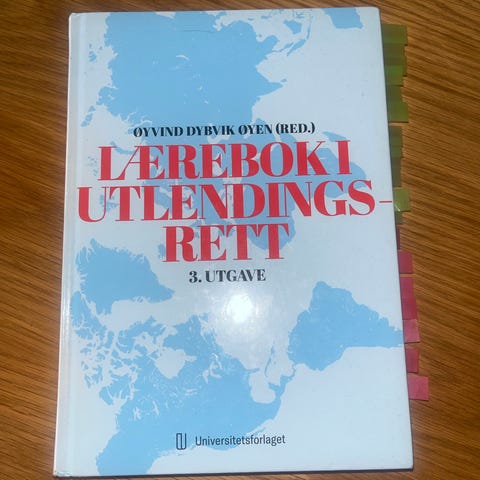 ØYVIND DYBVIK ØYEN (RED.)
LÆREBOK I
UTLENDINGS-
RETT
3. UTGAVE
Universitetsforlaget